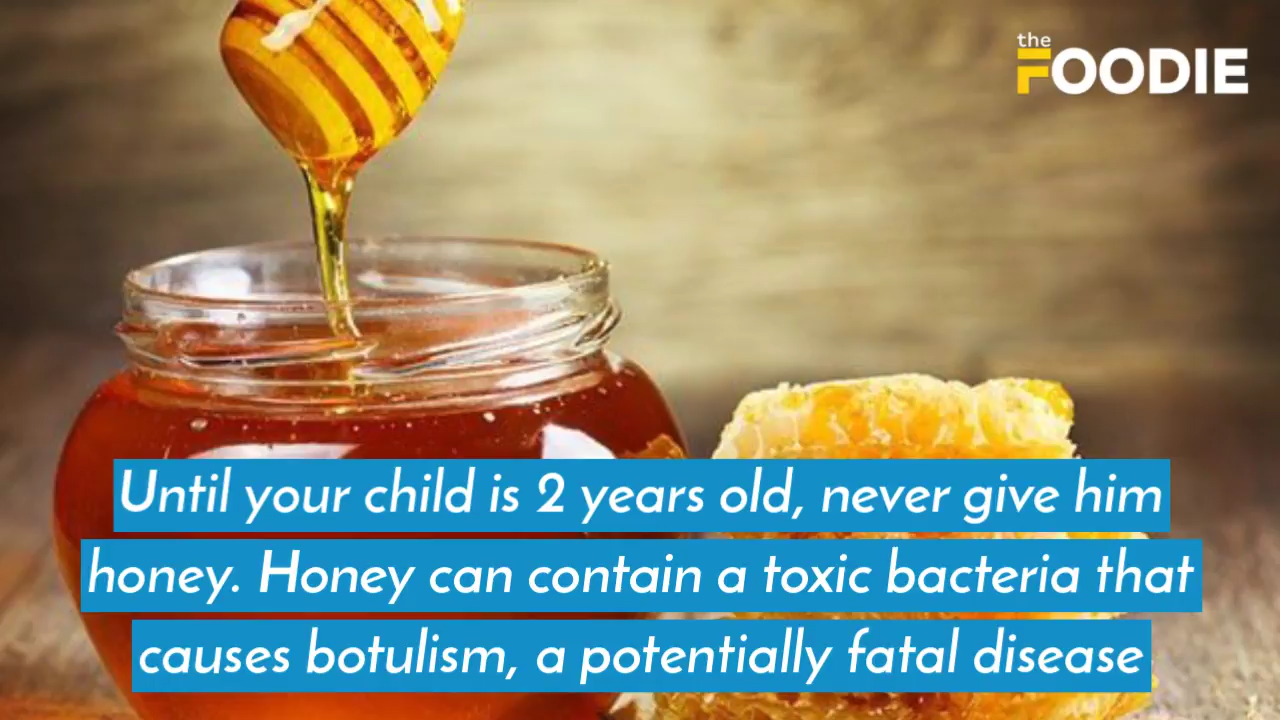 the
FOODIE
Until your child is 2 years old, never give him
honey. Honey can contain a toxic bacteria that
causes botulism, a potentially fatal disease